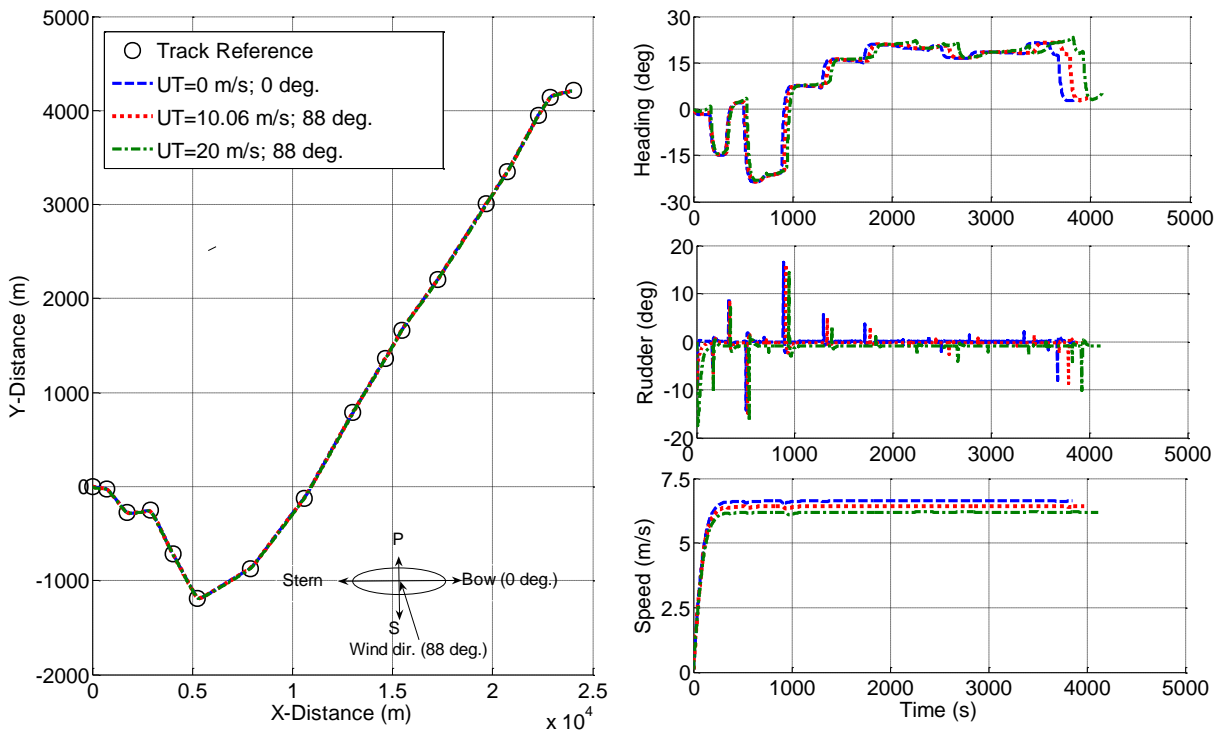 5000
4000
3000
2000
1000
0
-1000
-2000
Y-Distance (m)
Track Reference
UT=0 m/s; 0 deg.
UT=10.06 m/s; 88 deg.
UT=20 m/s; 88 deg.
P
Stern
Bow (0 deg.)
S
Wind dir. (88 deg.)
0 0.5 1 1.5 2 2.5
X-Distance (m)
x 10^4
30
15
0
-15
-30
Heading (deg)
0 1000 2000 3000 4000 5000
20
10
0
-10
-20
Rudder (deg)
0 1000 2000 3000 4000 5000
7.5
5
2.5
0
Speed (m/s)
0 1000 2000 3000 4000 5000
Time (s)